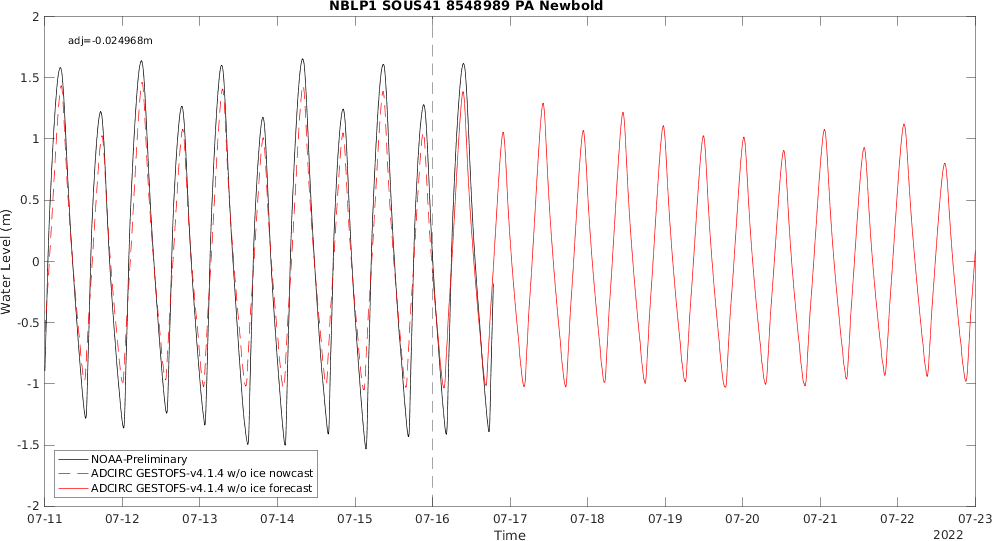 NBLP1 SOUS41 8548989 PA Newbold
adj=-0.024968m
2
1.5
1
0.5
0
-0.5
-1
-1.5
-2
Water Level (m)
NOAA-Preliminary
ADCIRC GESTOFS-v4.1.4 w/o ice nowcast
ADCIRC GESTOFS-v4.1.4 w/o ice forecast
07-11 07-12 07-13 07-14 07-15 07-16 07-17 07-18 07-19 07-20 07-21 07-22 07-23
Time
2022